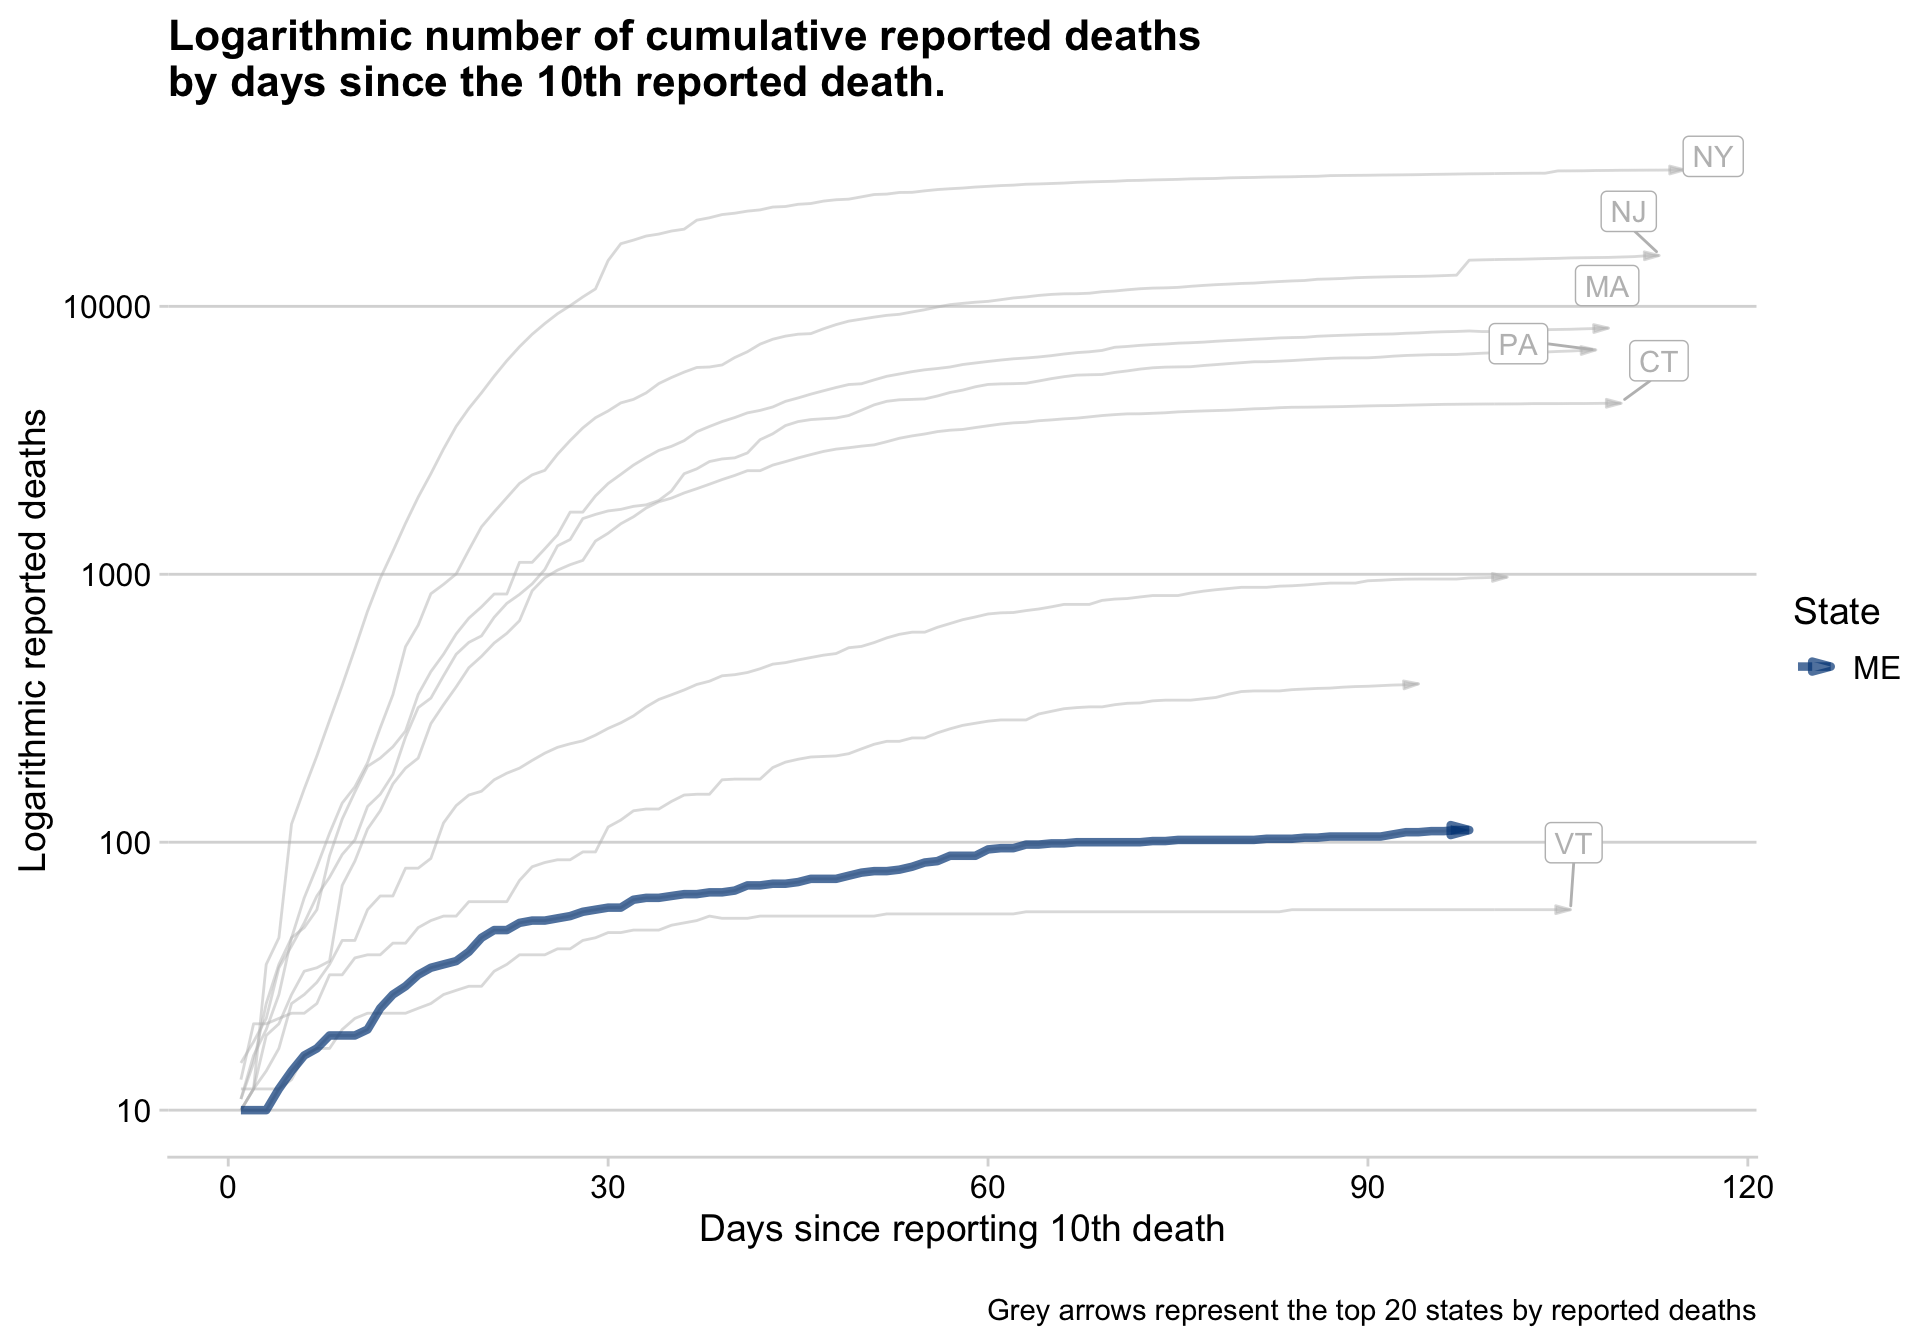 Logarithmic number of cumulative reported deaths
by days since the 10th reported death.
NY
NJ
MA
PA
CT
VT
10000
1000
100
10
Logarithmic reported deaths
0 30 60 90 120
Days since reporting 10th death
State
ME
Grey arrows represent the top 20 states by reported deaths